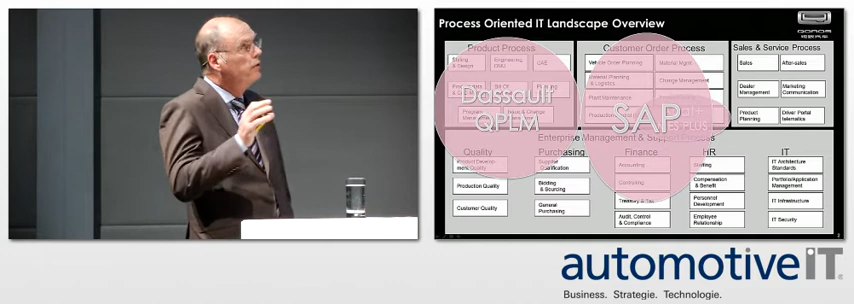 Process Oriented IT Landscape Overview
QOROS
Product Process
Customer Order Process
Sales & Service Process
Styling & Design
Engineering, DMU
CAE
Vehicle Order Planning
Material Mgmt
Sales
After-sales
Material Planning & Logistics
Change Management
Dealer Management
Marketing Communication
Plant Maintenance
Product Planning
Driver Portal telematics
Dassault
QPLM
SAP
Enterprise Management & Support Process
Quality
Purchasing
Finance
HR
IT
Product Development Quality
Supplier Qualification
Accounting
Staffing
IT Architecture Standards
Production Quality
Bidding & Sourcing
Controlling
Compensation & Benefit
Portfolio/Application Management
Customer Quality
General Purchasing
Treasury & Tax
Personnel Development
IT Infrastructure
Audit, Control & Compliance
Employee Relationship
IT Security
automotiveIT
Business. Strategie. Technologie.